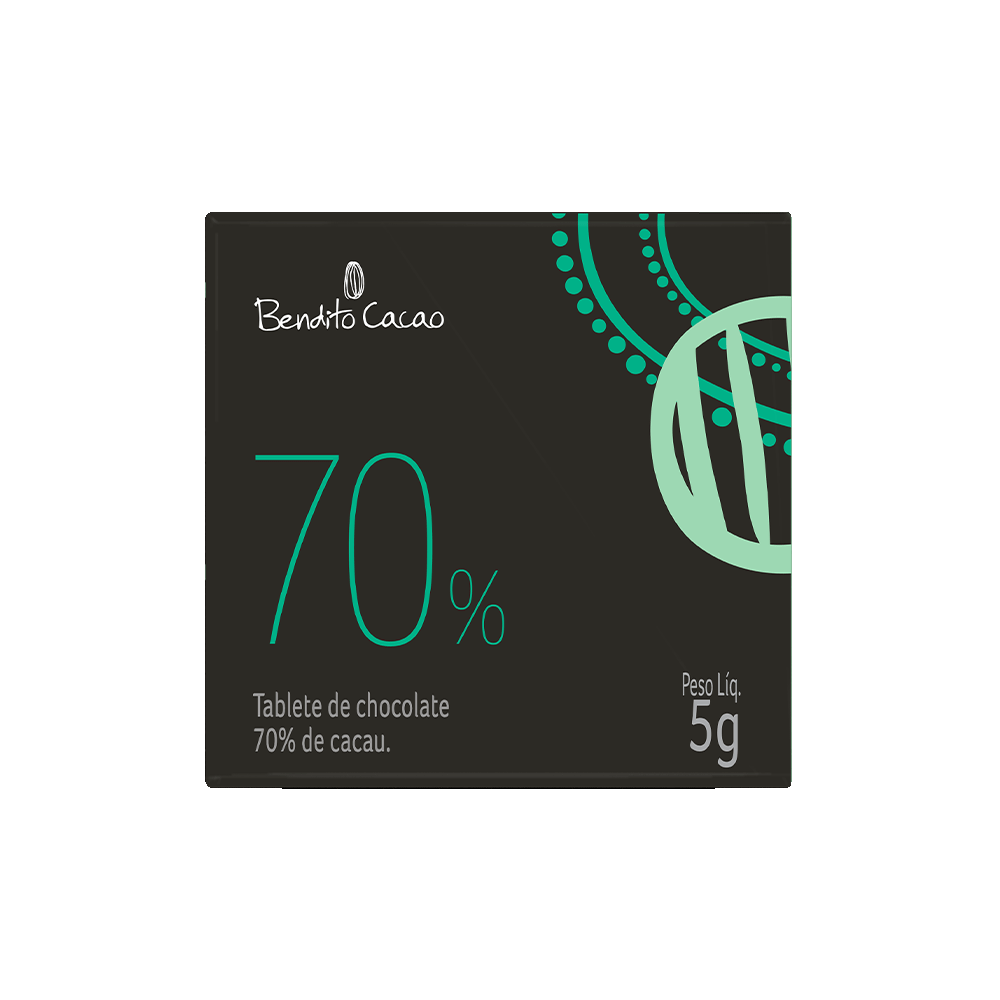 Bendito Cacao
70%
Tablete de chocolate
70% de cacau.
Peso Líq.
5g